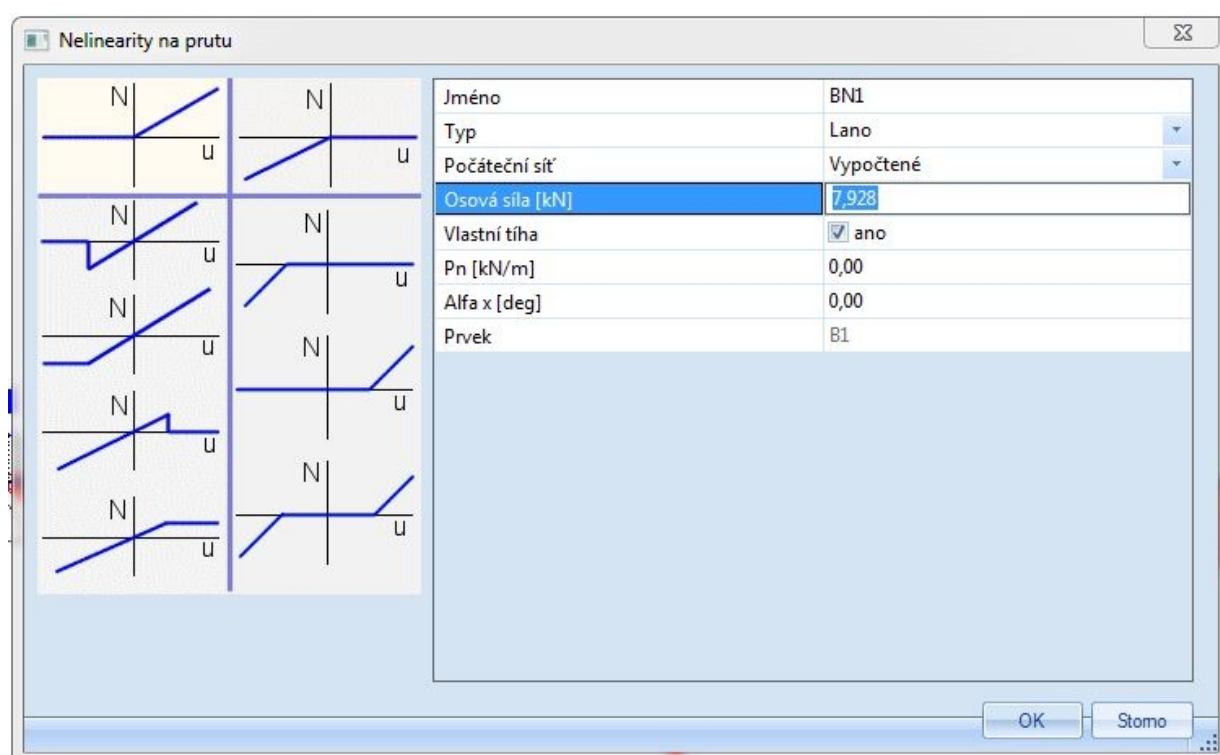 Nelinearity na prutu
N
u
N
u
N
u
N
u
N
u
N
u
N
u
N
u
N
u
Jméno BN1
Typ Lano
Počáteční síť Vypočtené
Osová síla [kN] 7,928
Vlastní tíha ano
Pn [kN/m] 0,00
Alfa x [deg] 0,00
Prvek B1
OK Storno